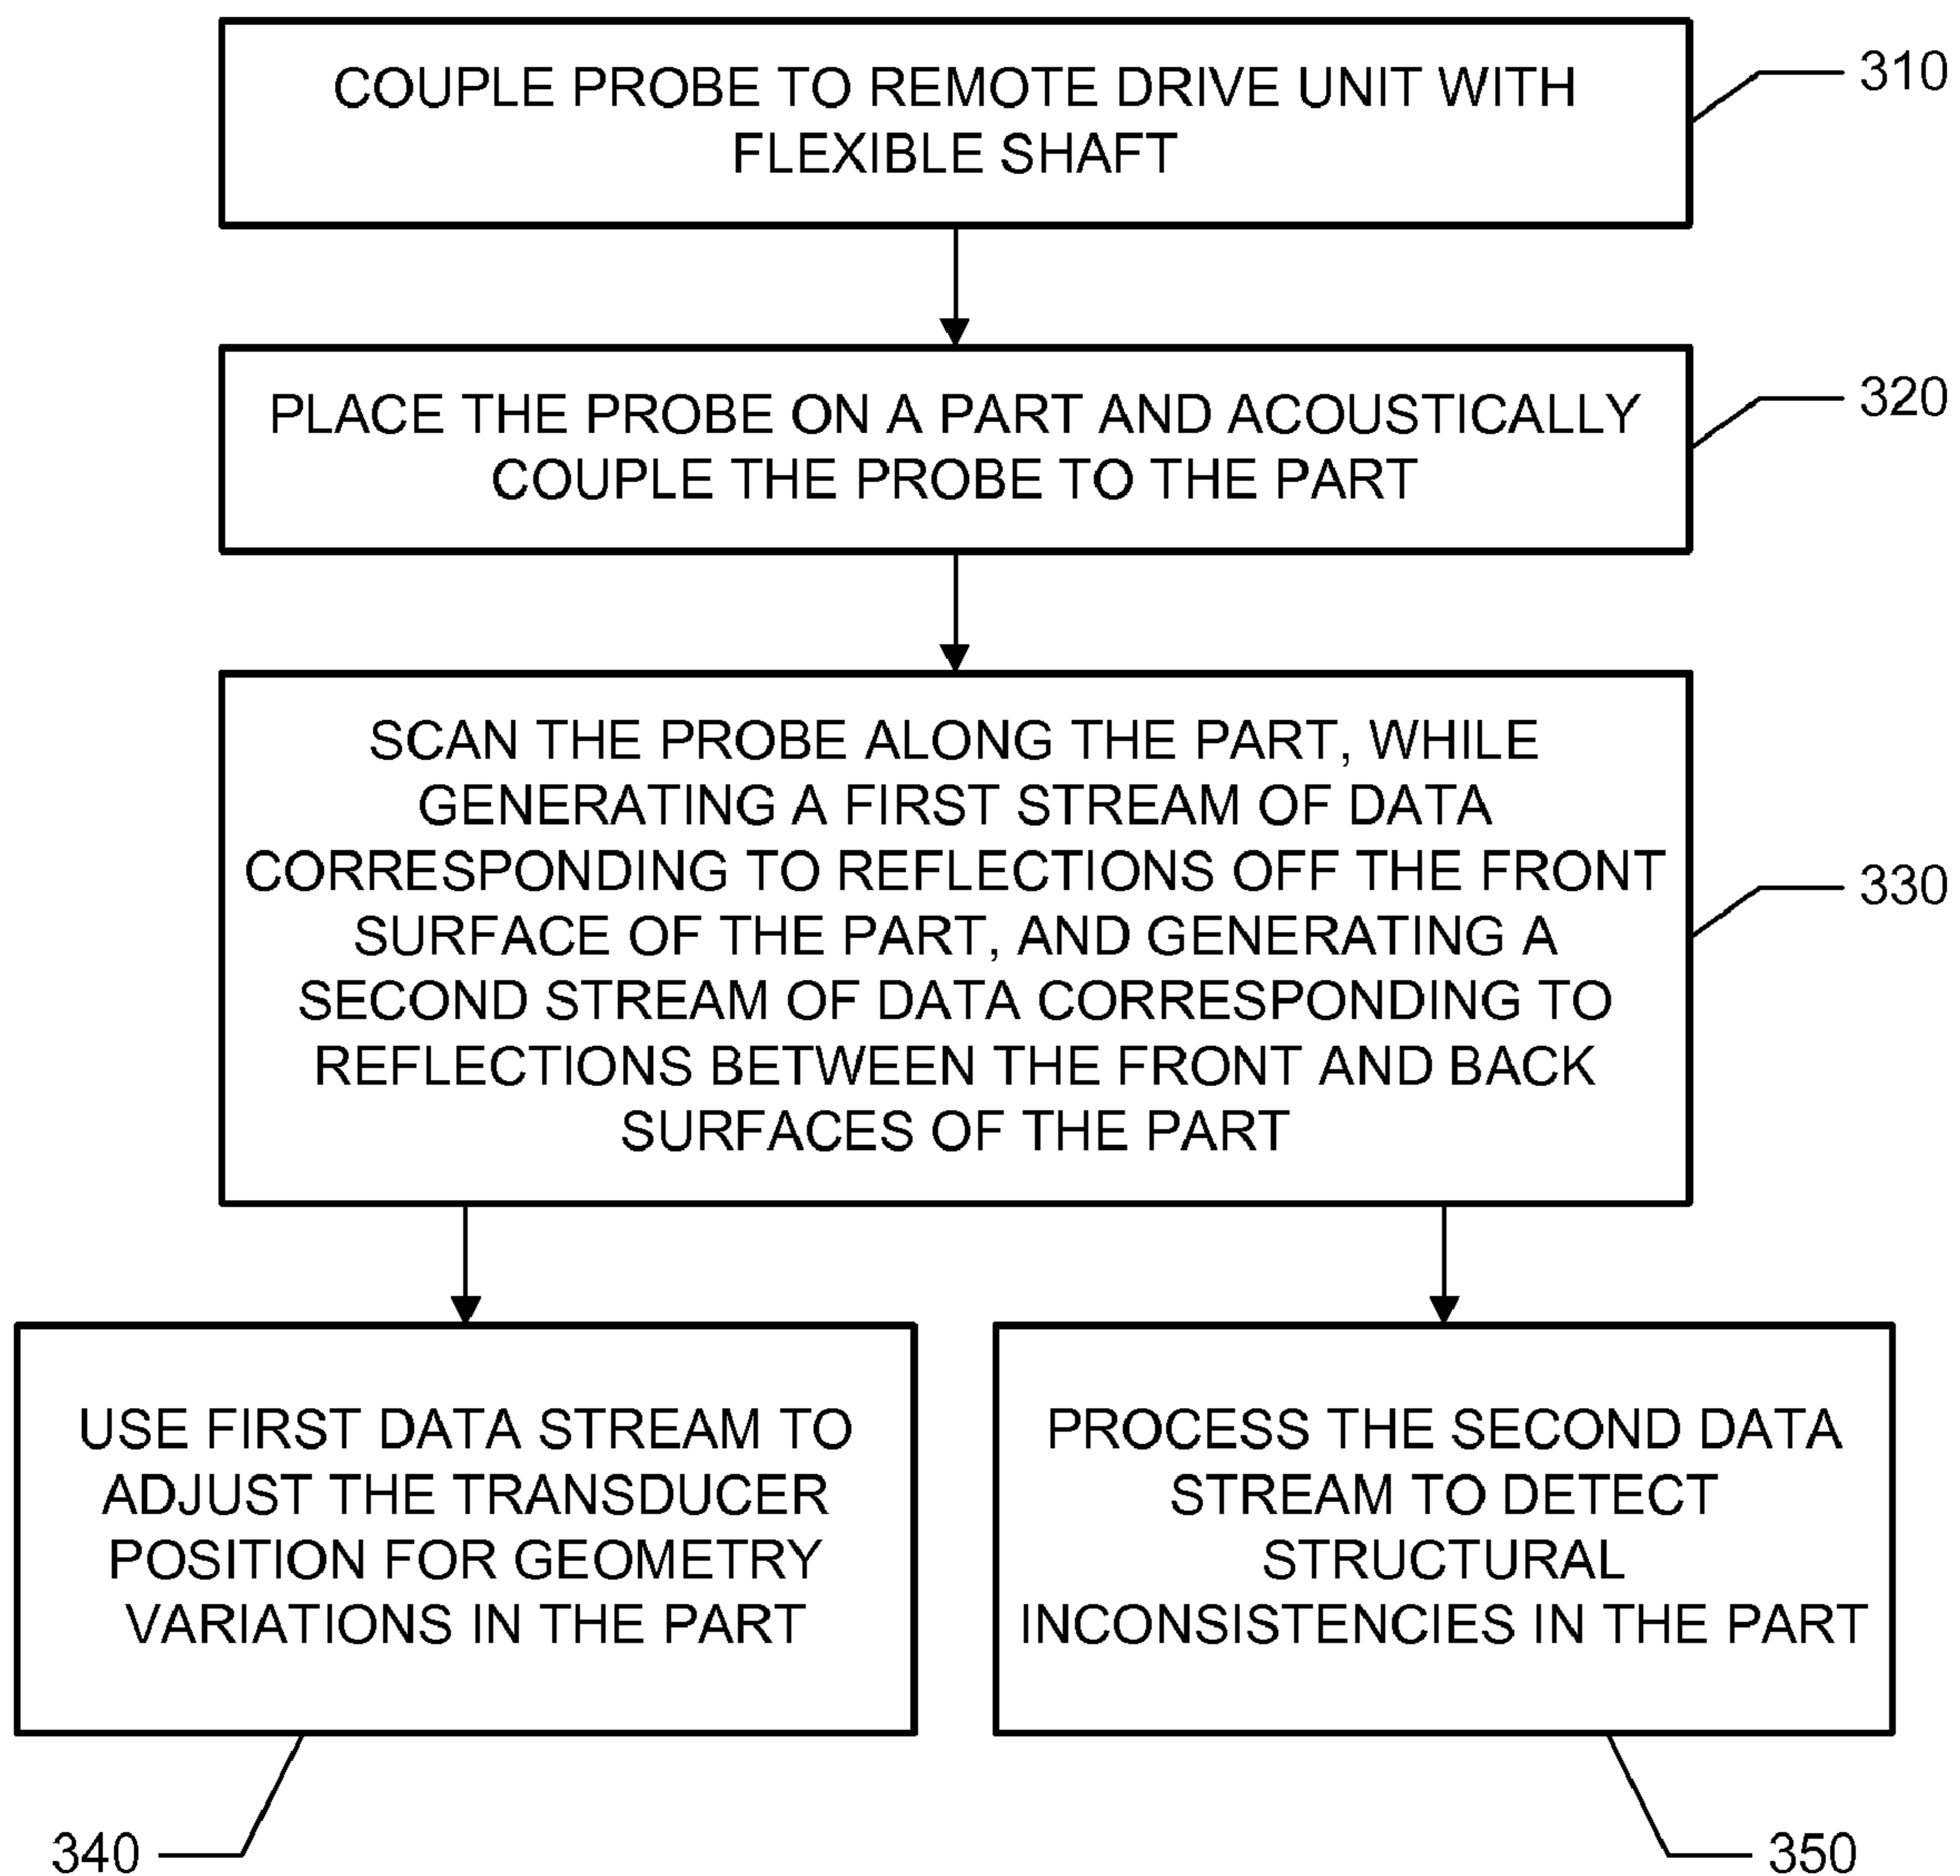 COUPLE PROBE TO REMOTE DRIVE UNIT WITH
FLEXIBLE SHAFT
310
PLACE THE PROBE ON A PART AND ACOUSTICALLY
COUPLE THE PROBE TO THE PART
320
SCAN THE PROBE ALONG THE PART, WHILE
GENERATING A FIRST STREAM OF DATA
CORRESPONDING TO REFLECTIONS OFF THE FRONT
SURFACE OF THE PART, AND GENERATING A
SECOND STREAM OF DATA CORRESPONDING TO
REFLECTIONS BETWEEN THE FRONT AND BACK
SURFACES OF THE PART
330
USE FIRST DATA STREAM TO
ADJUST THE TRANSDUCER
POSITION FOR GEOMETRY
VARIATIONS IN THE PART
340
PROCESS THE SECOND DATA
STREAM TO DETECT
STRUCTURAL
INCONSISTENCIES IN THE PART
350